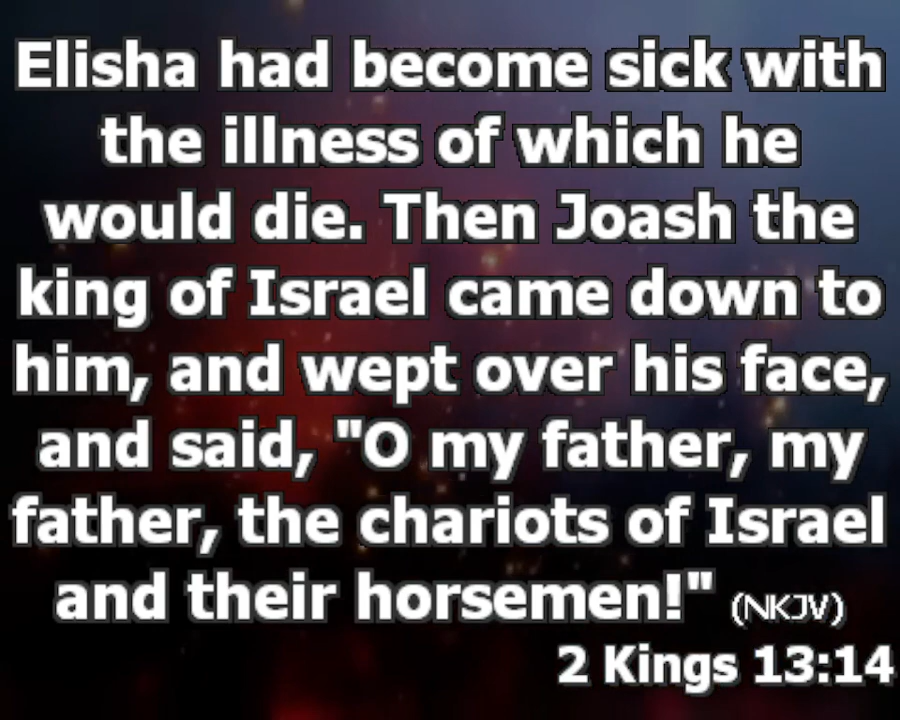 Elisha had become sick with
the illness of which he
would die. Then Joash the
king of Israel came down to
him, and wept over his face,
and said, "O my father, my
father, the chariots of Israel
and their horsemen!" (NKJV)
2 Kings 13:14